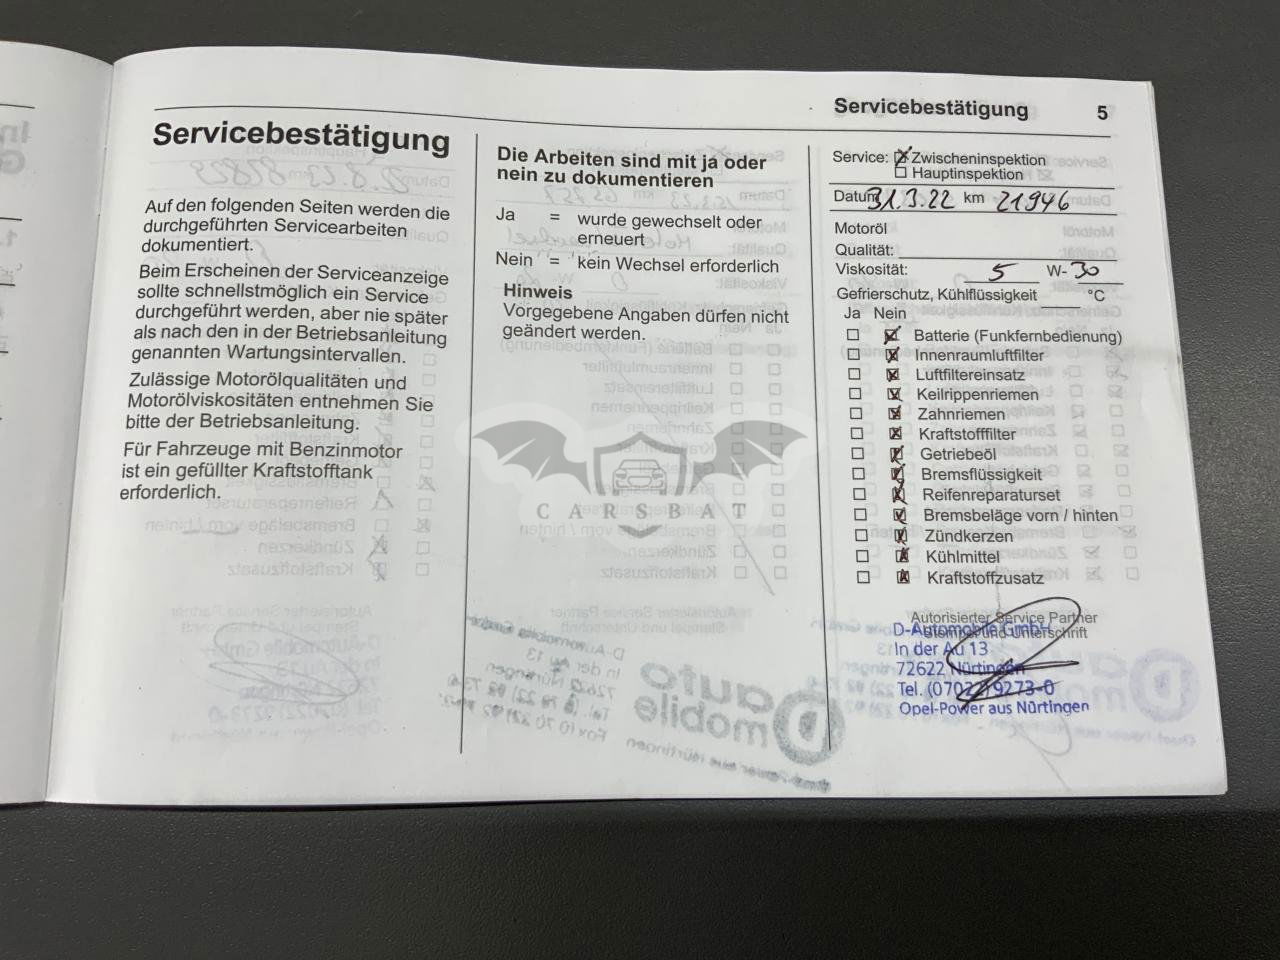 Servicebestätigung 5
Servicebestätigung
Auf den folgenden Seiten werden die
durchgeführten Servicearbeiten
dokumentiert.
Beim Erscheinen der Serviceanzeige
sollte schnellstmöglich ein Service
durchgeführt werden, aber nie später
als nach den in der Betriebsanleitung
genannten Wartungsintervallen.
Zulässige Motorölqualitäten und
Motorölviskositäten entnehmen Sie
bitte der Betriebsanleitung.
Für Fahrzeuge mit Benzinmotor
ist ein gefüllter Kraftstofftank
erforderlich.
Die Arbeiten sind mit ja oder
nein zu dokumentieren
Ja = wurde gewechselt oder
erneuert
Nein = kein Wechsel erforderlich
Hinweis
Vorgegebene Angaben dürfen nicht
geändert werden.
CARSBAT
Service: Zwischeninspektion
Hauptinspektion
Datum 31.3.22 km 21946
Motoröl
Qualität:
Viskosität: 5 W-30
Gefrierschutz, Kühlflüssigkeit °C
Ja Nein
Batterie (Funkfernbedienung)
Innenraumluftfilter
Luftfiltereinsatz
Keilrippenriemen
Zahnriemen
Kraftstofffilter
Getriebeöl
Bremsflüssigkeit
Reifenreparaturset
Bremsbeläge vorn / hinten
Zündkerzen
Kühlmittel
Kraftstoffzusatz
Autorisierter Service Partner
Stempel und Unterschrift
D-Automobile GmbH
In der Au 13
72622 Nürtingen
Tel. (07022) 9273-0
Opel-Power aus Nürtingen